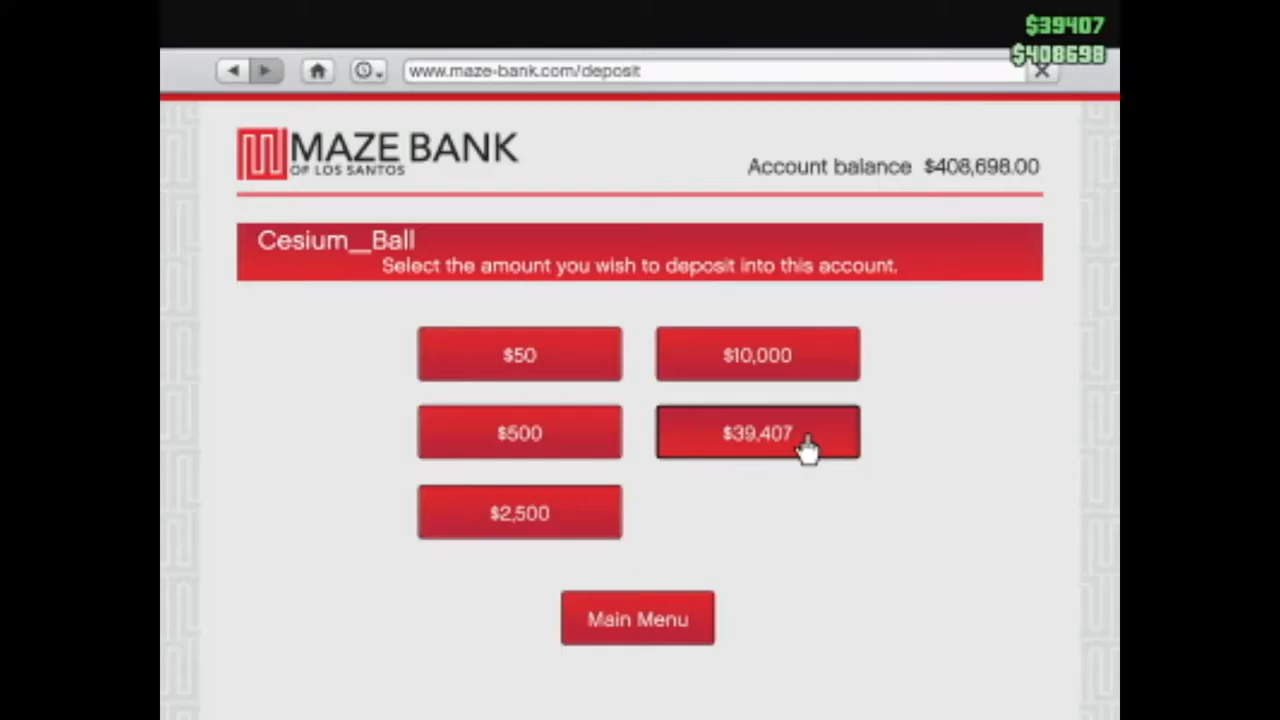 $39407
$408698
www.maze-bank.com/deposit
MAZE BANK
OF LOS SANTOS
Account balance $408,698.00
Cesium__Ball
Select the amount you wish to deposit into this account.
$50
$10,000
$500
$39,407
$2,500
Main Menu